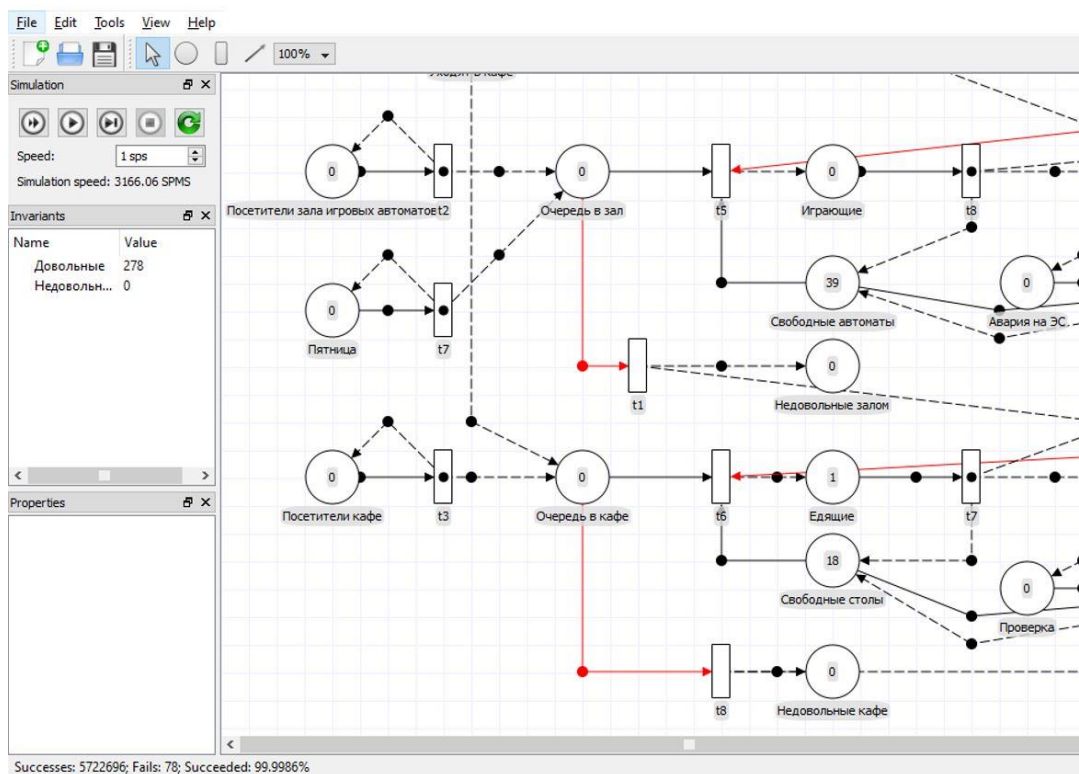 File Edit Tools View Help
100%
Simulation
Speed: 1 sps
Simulation speed: 3166.06 SPMS
Invariants
Name Value
Довольные 278
Недовольн... 0
Properties
Уходят в кафе
0 0 0
Посетители зала игровых автоматов t2 Очередь в зал t5 Играющие t8
0 39 0
Пятница t7 Свободные автоматы Авария на ЭС
0
t1 Недовольные залом
0 0 1
Посетители кафе t3 Очередь в кафе t6 Едящие t7
18 0
Свободные столы Проверка
0
t8 Недовольные кафе
Successes: 5722696; Fails: 78; Succeeded: 99.9986%